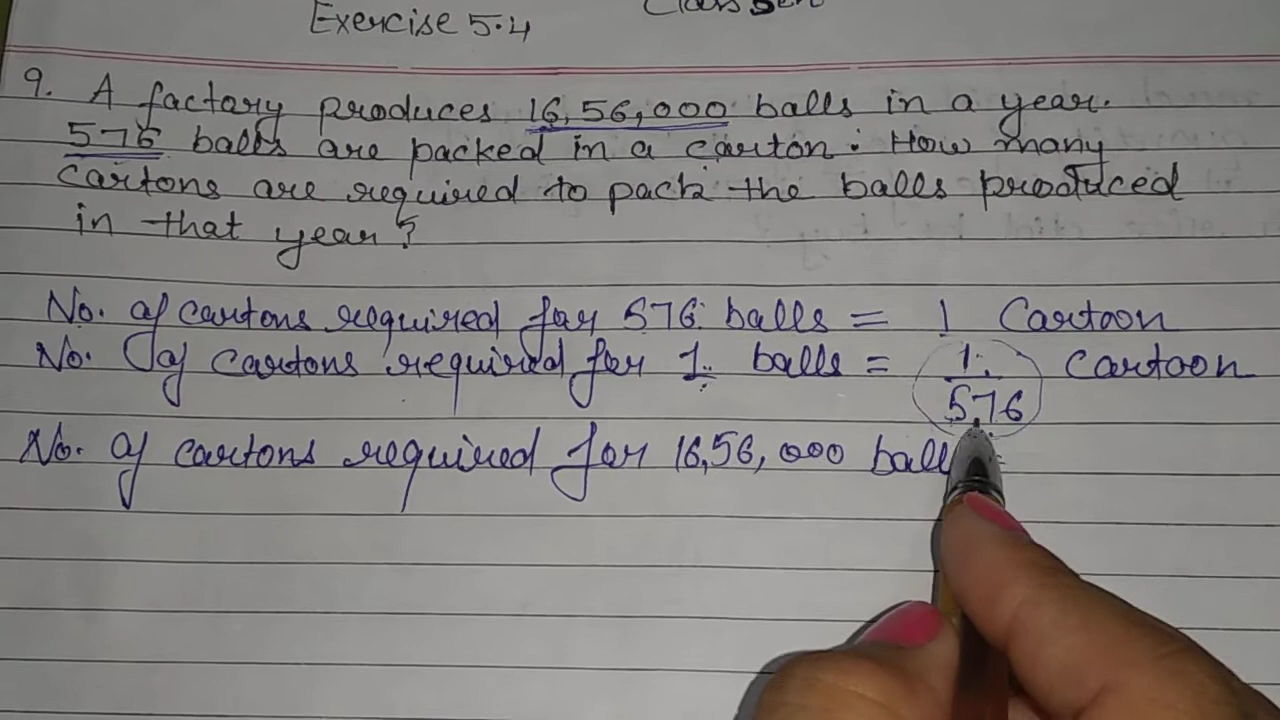 Exercise 5.4
9. A factory produces 16,56,000 balls in a year.
576 balls are packed in a carton. How many
cartons are required to pack the balls produced
in that year?
No. of cartons required for 576 balls = 1 Cartoon
No. of cartons required for 1 balls = 1/576 Cartoon
No. of cartons required for 16,56,000 ball =